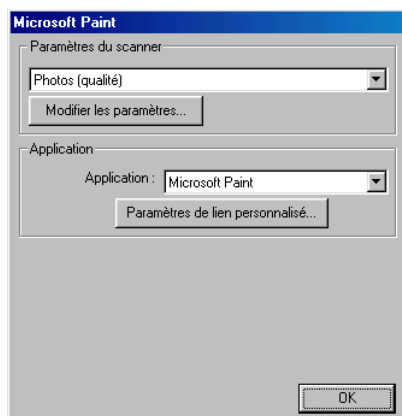 Microsoft Paint
Paramètres du scanner
Photos (qualité)
Modifier les paramètres...
Application
Application : Microsoft Paint
Paramètres de lien personnalisé...
OK